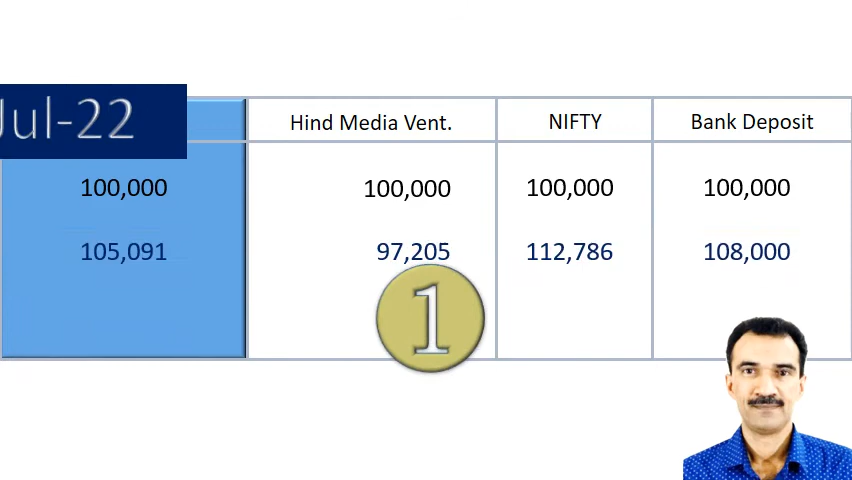 Jul-22
Hind Media Vent. NIFTY Bank Deposit
100,000 100,000 100,000 100,000
105,091 97,205 112,786 108,000
1